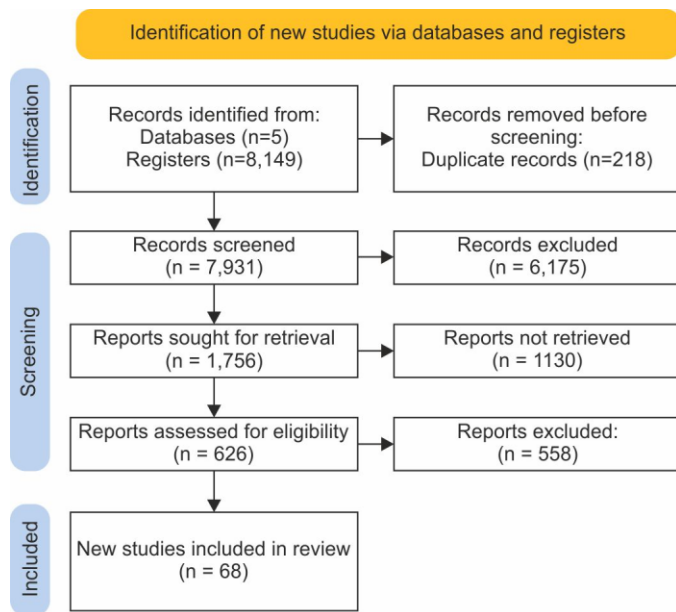 Identification of new studies via databases and registers
Identification
Records identified from:
Databases (n=5)
Registers (n=8,149)
Records removed before
screening:
Duplicate records (n=218)
Screening
Records screened
(n = 7,931)
Records excluded
(n = 6,175)
Reports sought for retrieval
(n = 1,756)
Reports not retrieved
(n = 1130)
Reports assessed for eligibility
(n = 626)
Reports excluded:
(n = 558)
Included
New studies included in review
(n = 68)